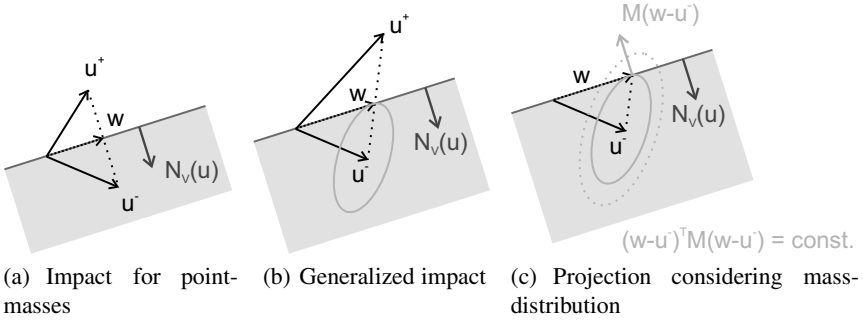 u⁺
w
N_V(u)
u⁻
u⁺
w
N_V(u)
u⁻
M(w-u⁻)
w
N_V(u)
u⁻
(w-u⁻)ᵀM(w-u⁻) = const.
(a) Impact for point-
masses
(b) Generalized impact
(c) Projection considering mass-
distribution